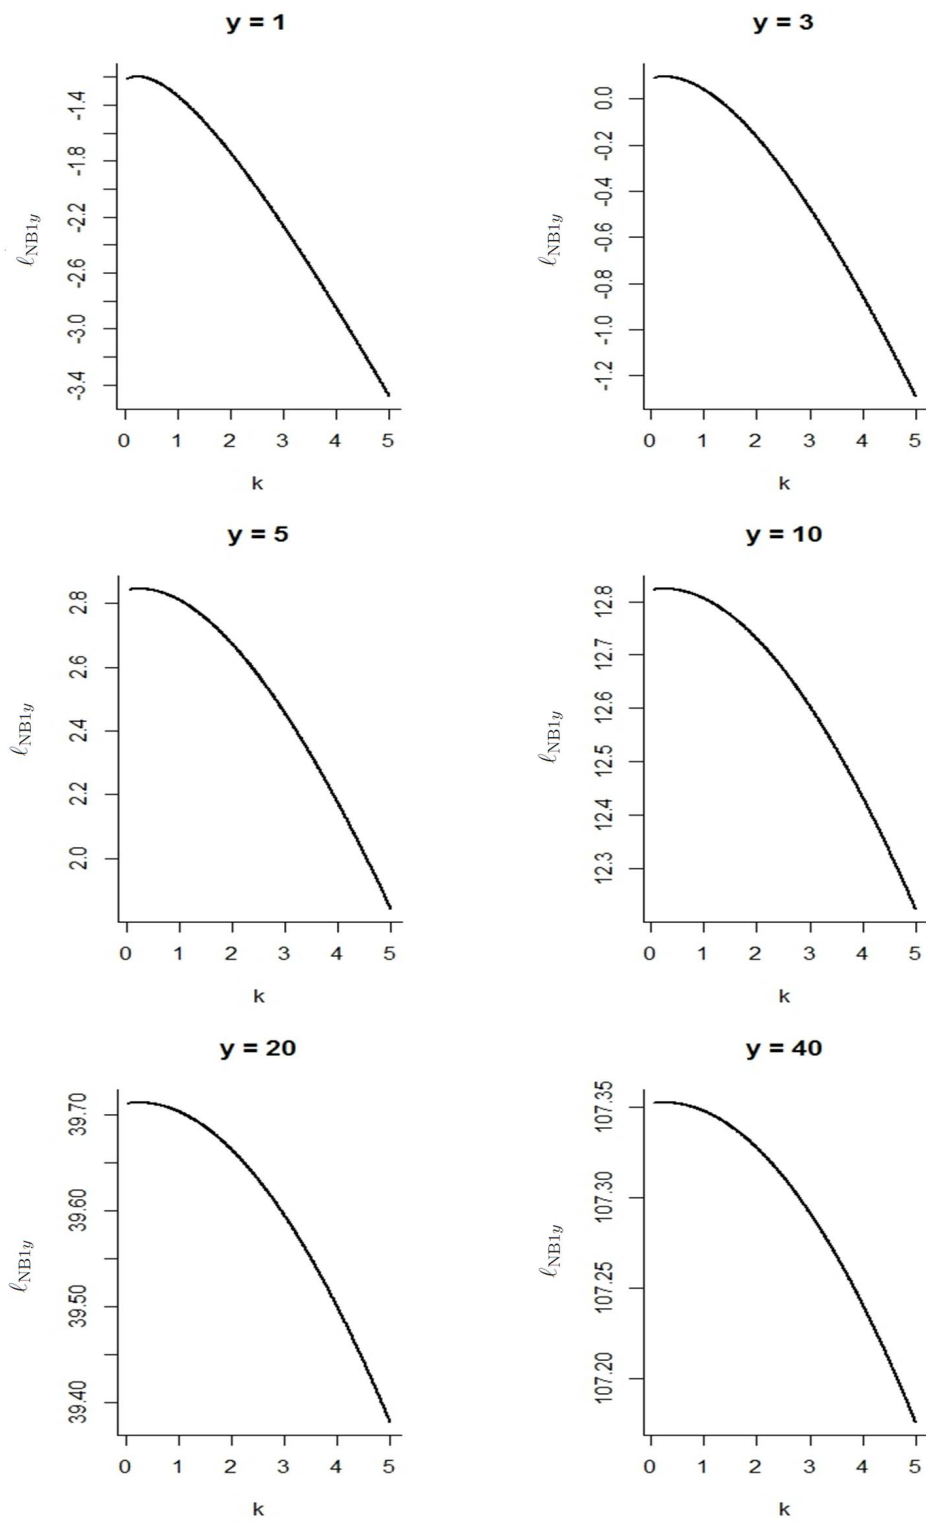 y = 1
-1.4
-1.8
-2.2
-2.6
-3.0
-3.4
ℓNB1y
0 1 2 3 4 5
k
y = 3
0.0
-0.2
-0.4
-0.6
-0.8
-1.0
-1.2
ℓNB1y
0 1 2 3 4 5
k
y = 5
2.8
2.6
2.4
2.2
2.0
ℓNB1y
0 1 2 3 4 5
k
y = 10
12.8
12.7
12.6
12.5
12.4
12.3
ℓNB1y
0 1 2 3 4 5
k
y = 20
39.70
39.60
39.50
39.40
ℓNB1y
0 1 2 3 4 5
k
y = 40
107.35
107.30
107.25
107.20
ℓNB1y
0 1 2 3 4 5
k